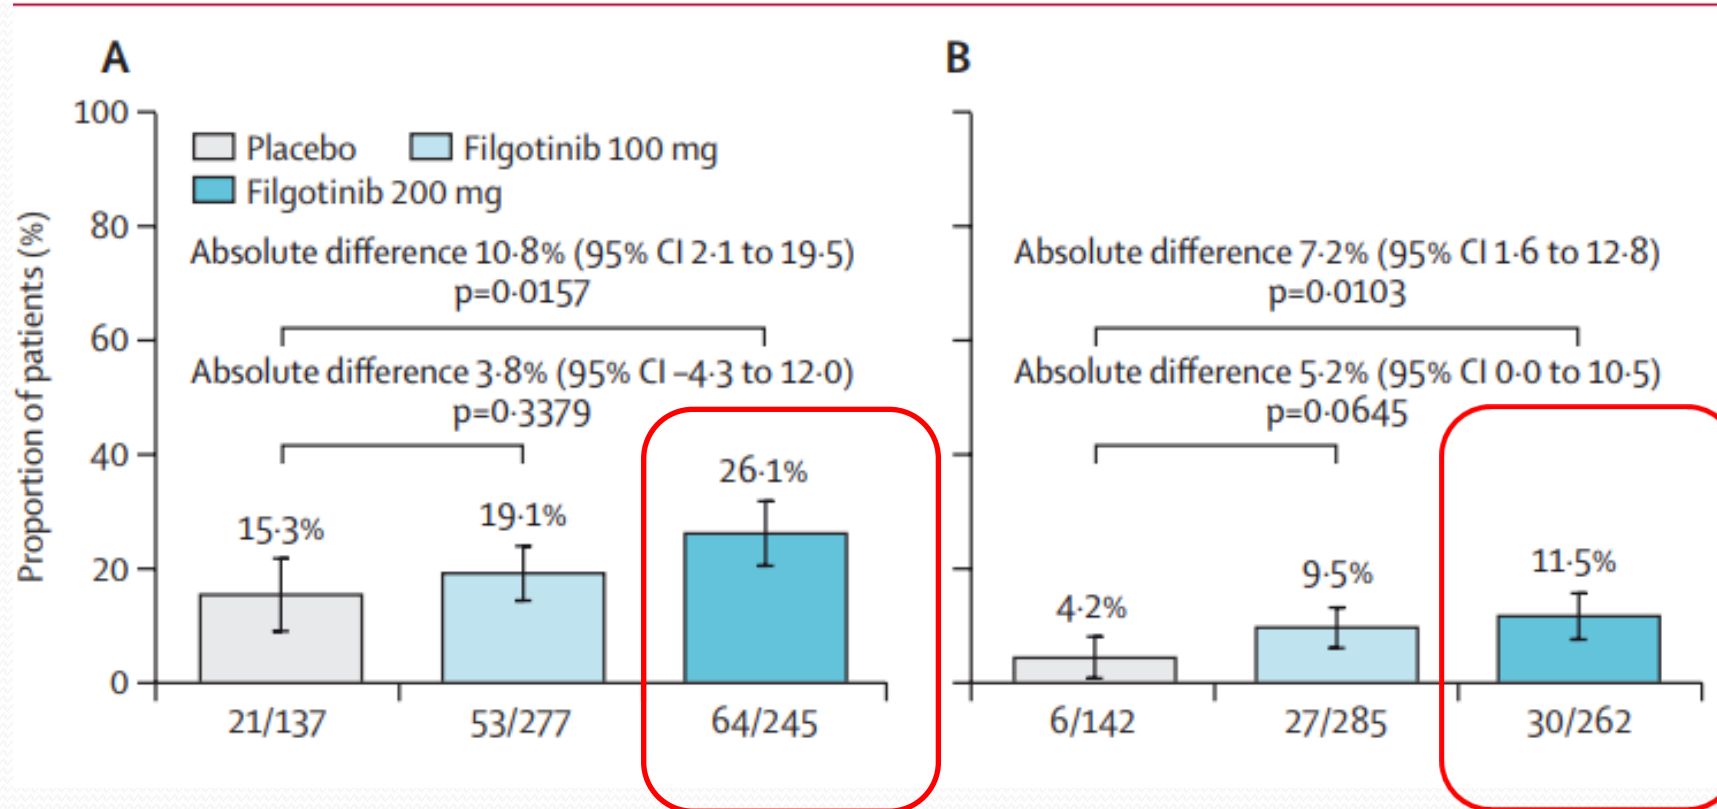 A
Proportion of patients (%)
100
80
60
40
20
0
Placebo
Filgotinib 100 mg
Filgotinib 200 mg
Absolute difference 10·8% (95% CI 2·1 to 19·5)
p=0·0157
Absolute difference 3·8% (95% CI –4·3 to 12·0)
p=0·3379
15·3%
19·1%
26·1%
21/137
53/277
64/245
B
Absolute difference 7·2% (95% CI 1·6 to 12·8)
p=0·0103
Absolute difference 5·2% (95% CI 0·0 to 10·5)
p=0·0645
4·2%
9·5%
11·5%
6/142
27/285
30/262